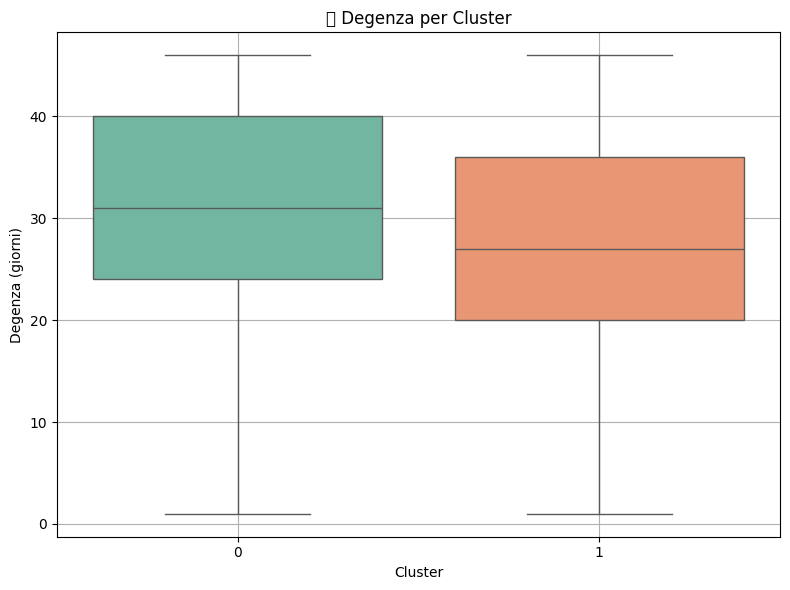 ▯ Degenza per Cluster
Degenza (giorni)
40
30
20
10
0
0 1
Cluster